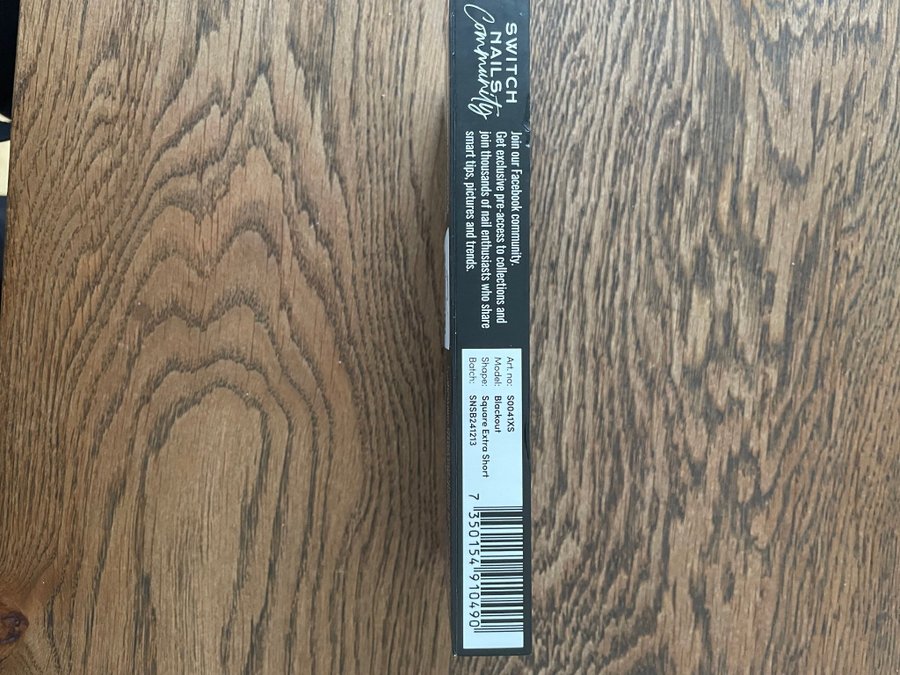 SWITCH
NAILS
Community
Join our Facebook community.
Get exclusive pre-access to collections and
join thousands of nail enthusiasts who share
smart tips, pictures and trends.
Art. no: S0041XS
Model: Blackout
Shape: Square Extra Short
Batch: SNSB241213
7 350154 910490